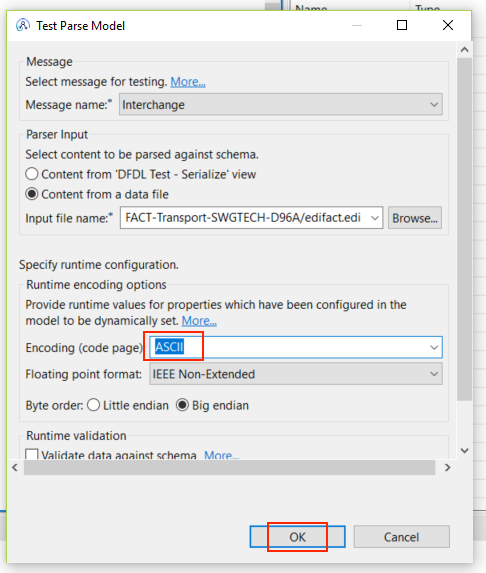 Name
Type
Test Parse Model
Message
Select message for testing. More...
Message name:* Interchange
Parser Input
Select content to be parsed against schema.
Content from 'DFDL Test - Serialize' view
Content from a data file
Input file name:* FACT-Transport-SWGTECH-D96A/edifact.edi Browse...
Specify runtime configuration.
Runtime encoding options
Provide runtime values for properties which have been configured in the
model to be dynamically set. More...
Encoding (code page) ASCII
Floating point format: IEEE Non-Extended
Byte order: Little endian Big endian
Runtime validation
Validate data against schema. More...
OK Cancel